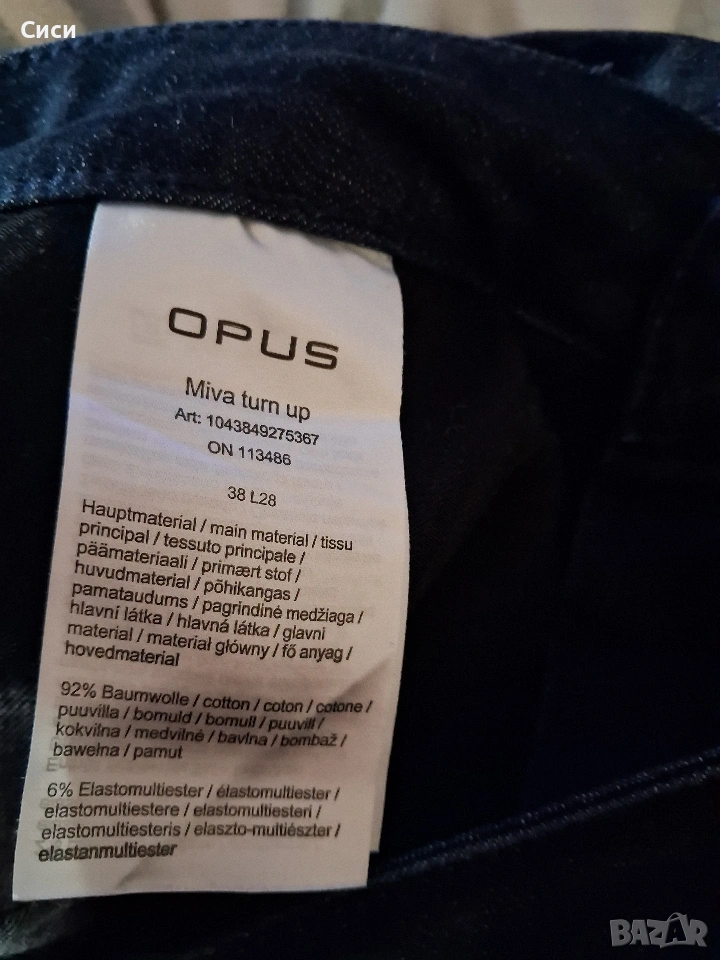 Сиси
OPUS
Miva turn up
Art: 1043849275367
ON 113486
38 L28
Hauptmaterial / main material / tissu
principal / tessuto principale /
päämateriaali / primært stof /
huvudmaterial / põhikangas /
pamataudums / pagrindinė medžiaga /
hlavní látka / hlavná látka / glavni
material / materiał główny / fő anyag /
hovedmaterial
92% Baumwolle / cotton / coton / cotone /
puuvilla / bomuld / bomull / puuvill /
kokvilna / medvilnė / bavlna / bombaž /
bawełna / pamut
6% Elastomultiester / élastomultiester /
elastomultiestere / elastomultiesteri /
elastomultiesteris / elaszto-multiészter /
elastanmultiester
BAZAR